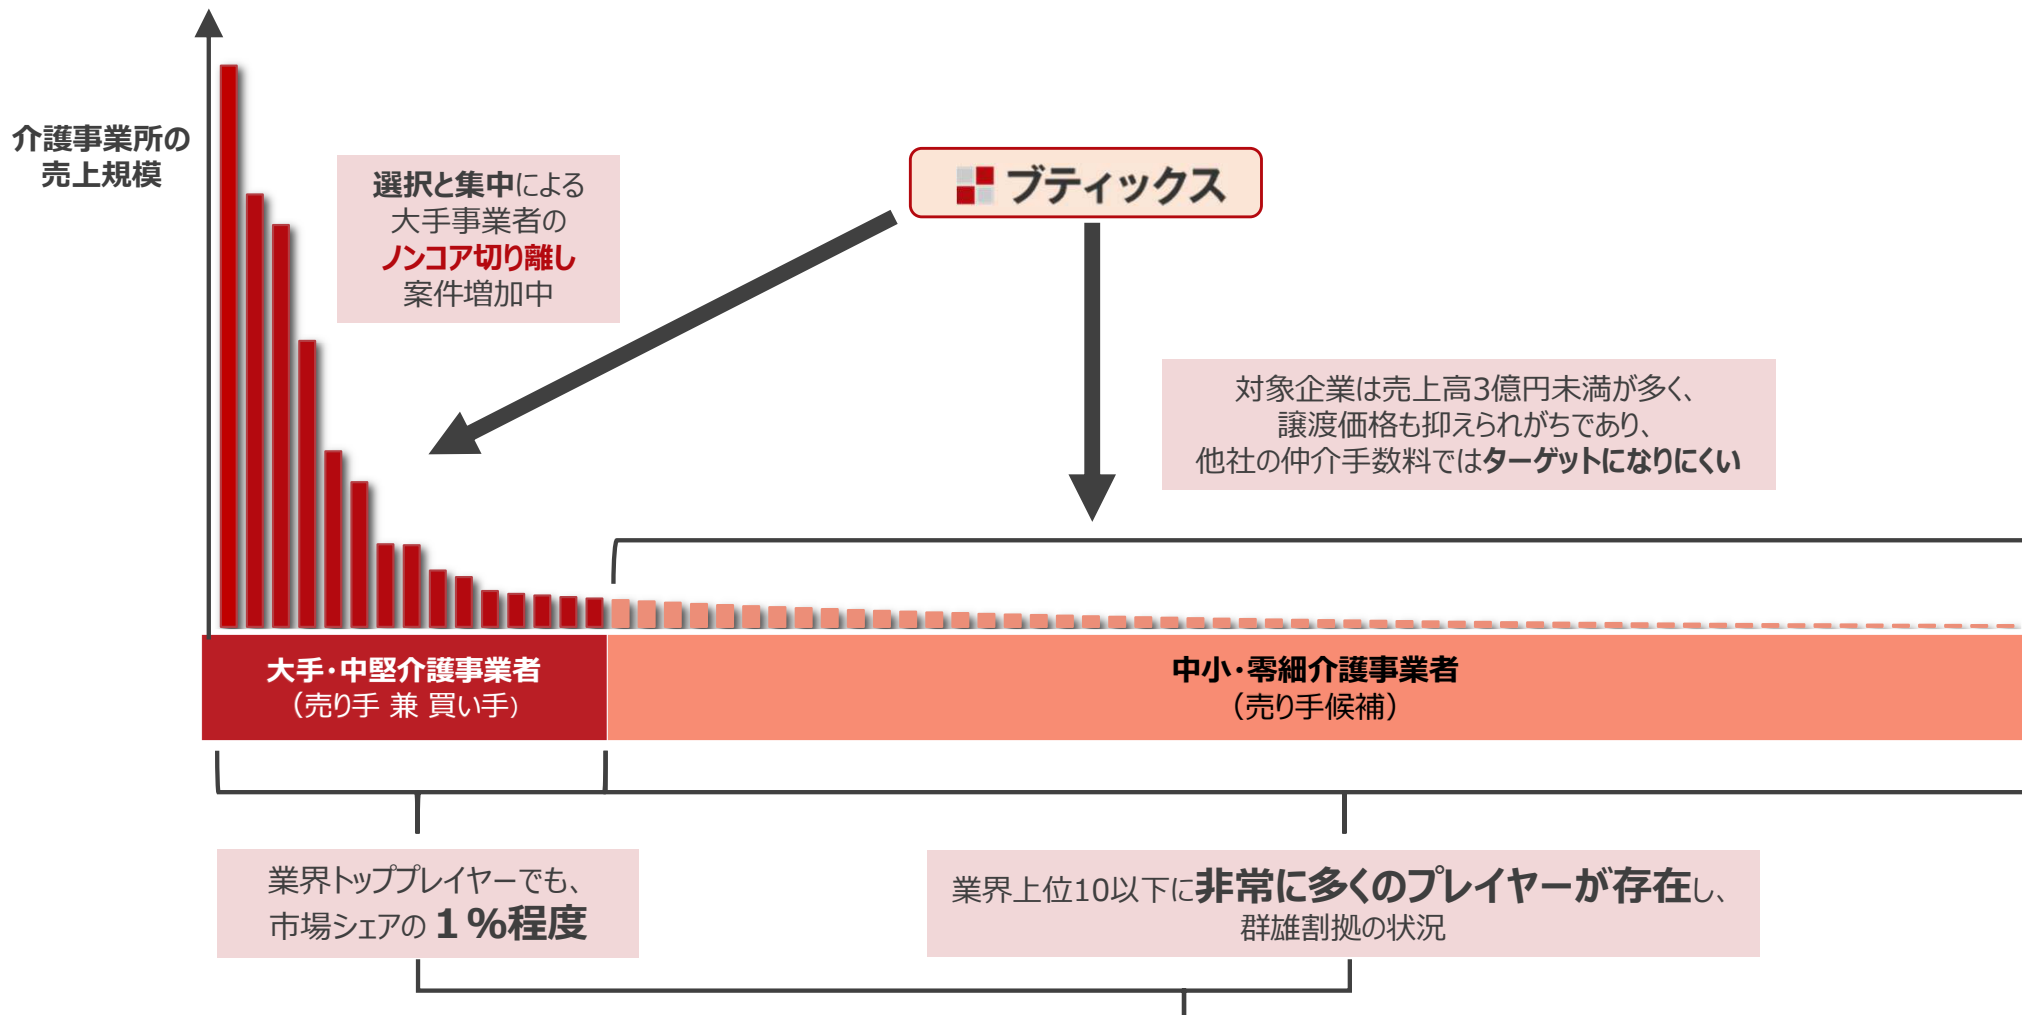 介護事業所の
売上規模
選択と集中による
大手事業者の
ノンコア切り離し
案件増加中
ブティックス
対象企業は売上高3億円未満が多く、
譲渡価格も抑えられがちであり、
他社の仲介手数料ではターゲットになりにくい
大手・中堅介護事業者
（売り手 兼 買い手）
中小・零細介護事業者
（売り手候補）
業界トッププレイヤーでも、
市場シェアの１％程度
業界上位10以下に非常に多くのプレイヤーが存在し、
群雄割拠の状況